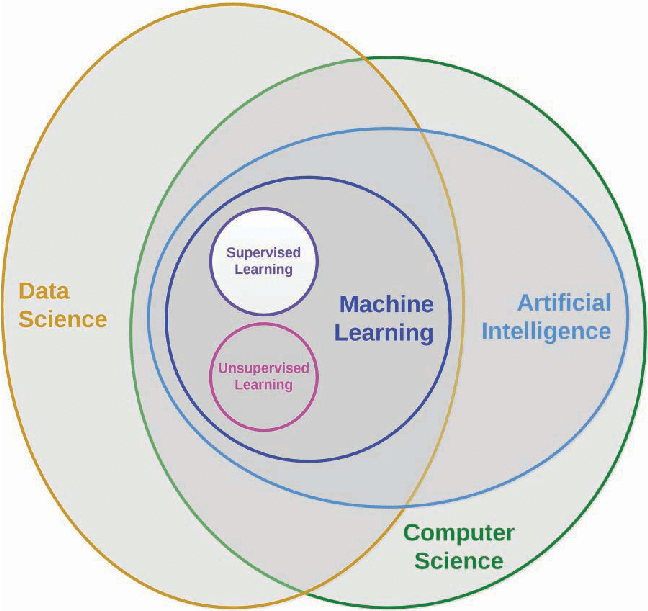 Supervised
Learning
Data
Science
Machine
Learning
Artificial
Intelligence
Unsupervised
Learning
Computer
Science